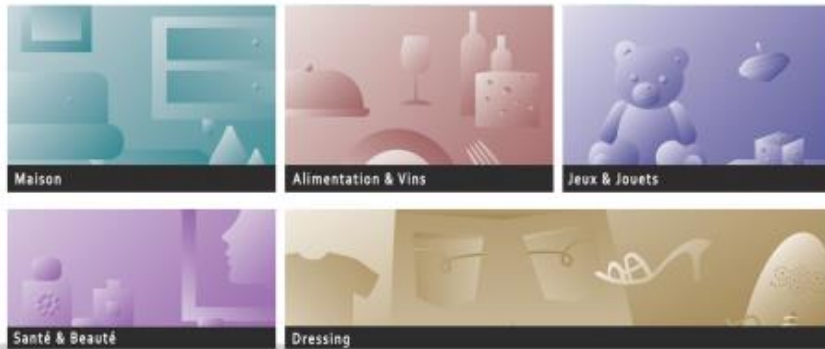 Maison
Alimentation & Vins
Jeux & Jouets
Santé & Beauté
Dressing